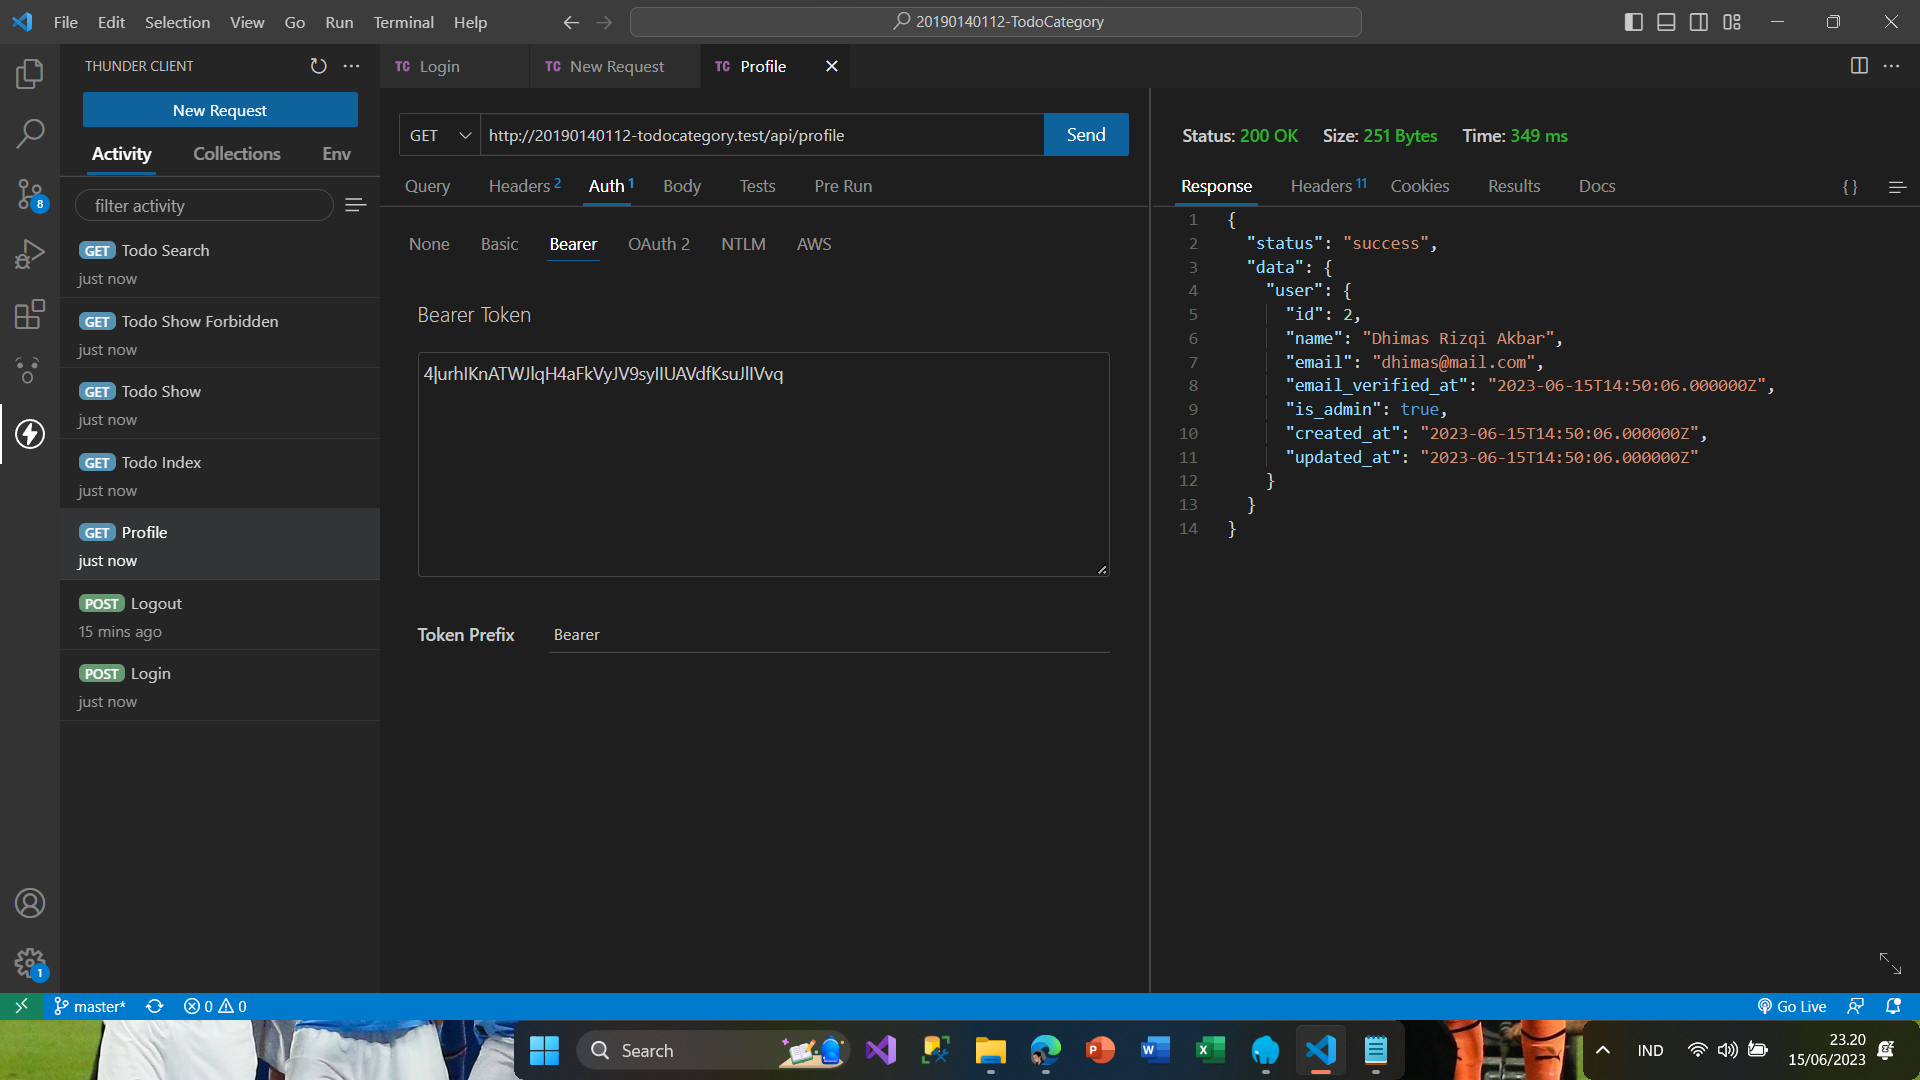 File Edit Selection View Go Run Terminal Help
20190140112-TodoCategory
THUNDER CLIENT
New Request
Activity Collections Env
filter activity
GET Todo Search
just now
GET Todo Show Forbidden
just now
GET Todo Show
just now
GET Todo Index
just now
GET Profile
just now
POST Logout
15 mins ago
POST Login
just now
8
1
TC Login TC New Request TC Profile
GET http://20190140112-todocategory.test/api/profile Send
Query Headers 2 Auth 1 Body Tests Pre Run
None Basic Bearer OAuth 2 NTLM AWS
Bearer Token
4|urhIKnATWJlqH4aFkVyJV9syIIUAVdfKsuJlIVvq
Token Prefix Bearer
Status: 200 OK Size: 251 Bytes Time: 349 ms
Response Headers 11 Cookies Results Docs { }
1 {
2 "status": "success",
3 "data": {
4 "user": {
5 "id": 2,
6 "name": "Dhimas Rizqi Akbar",
7 "email": "dhimas@mail.com",
8 "email_verified_at": "2023-06-15T14:50:06.000000Z",
9 "is_admin": true,
10 "created_at": "2023-06-15T14:50:06.000000Z",
11 "updated_at": "2023-06-15T14:50:06.000000Z"
12 }
13 }
14 }
master* 0 0 Go Live
Search
IND
23.20
15/06/2023